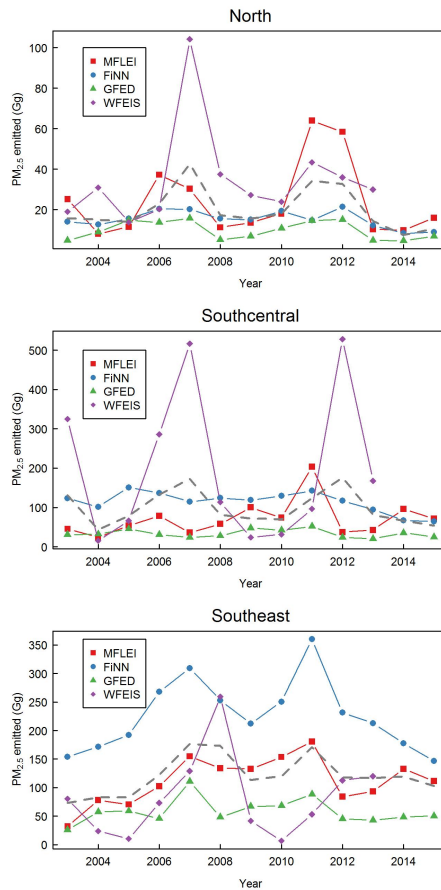 North
PM2.5 emitted (Gg)
100
80
60
40
20
MFLEI
FiNN
GFED
WFEIS
2004 2006 2008 2010 2012 2014
Year
Southcentral
PM2.5 emitted (Gg)
500
400
300
200
100
0
MFLEI
FiNN
GFED
WFEIS
2004 2006 2008 2010 2012 2014
Year
Southeast
PM2.5 emitted (Gg)
350
300
250
200
150
100
50
0
MFLEI
FiNN
GFED
WFEIS
2004 2006 2008 2010 2012 2014
Year